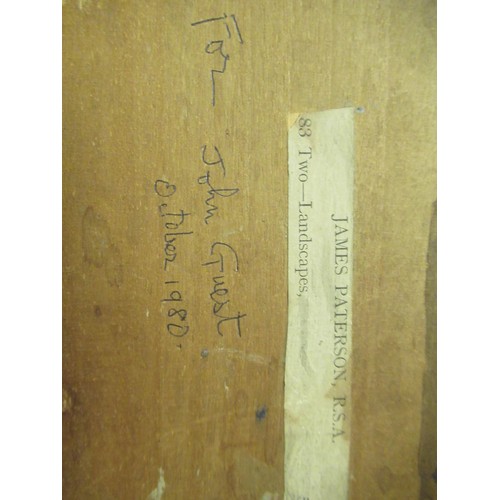 For
John Guest
October 1980.
JAMES PATERSON, R.S.A.
83 Two—Landscapes,